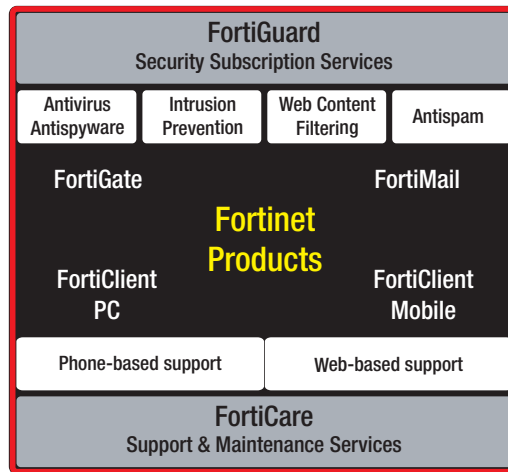 FortiGuard
Security Subscription Services
Antivirus
Antispyware
Intrusion
Prevention
Web Content
Filtering
Antispam
FortiGate
FortiMail
Fortinet
Products
FortiClient
PC
FortiClient
Mobile
Phone-based support
Web-based support
FortiCare
Support & Maintenance Services